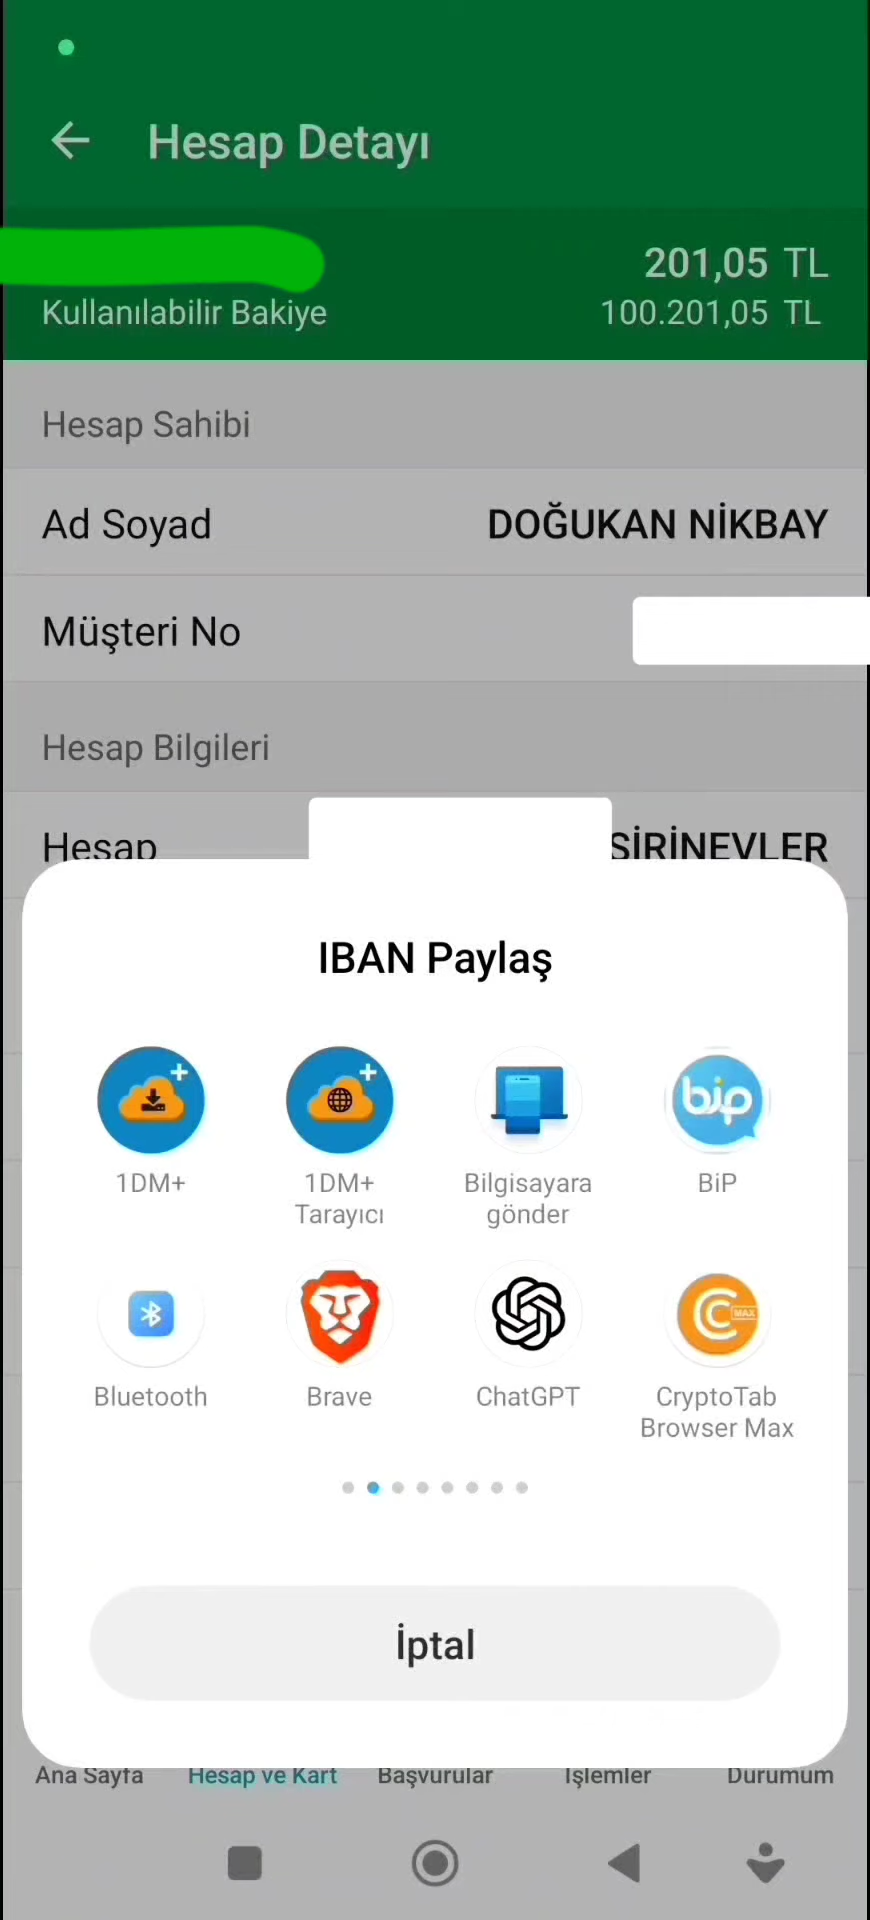 Hesap Detayı
201,05 TL
Kullanılabilir Bakiye 100.201,05 TL
Hesap Sahibi
Ad Soyad DOĞUKAN NİKBAY
Müşteri No
Hesap Bilgileri
Hesap ŞİRİNEVLER
IBAN Paylaş
1DM+ 1DM+ Tarayıcı Bilgisayara gönder BiP
bip
MAX
Bluetooth Brave ChatGPT CryptoTab Browser Max
İptal
Ana Sayfa Hesap ve Kart Başvurular İşlemler Durumum